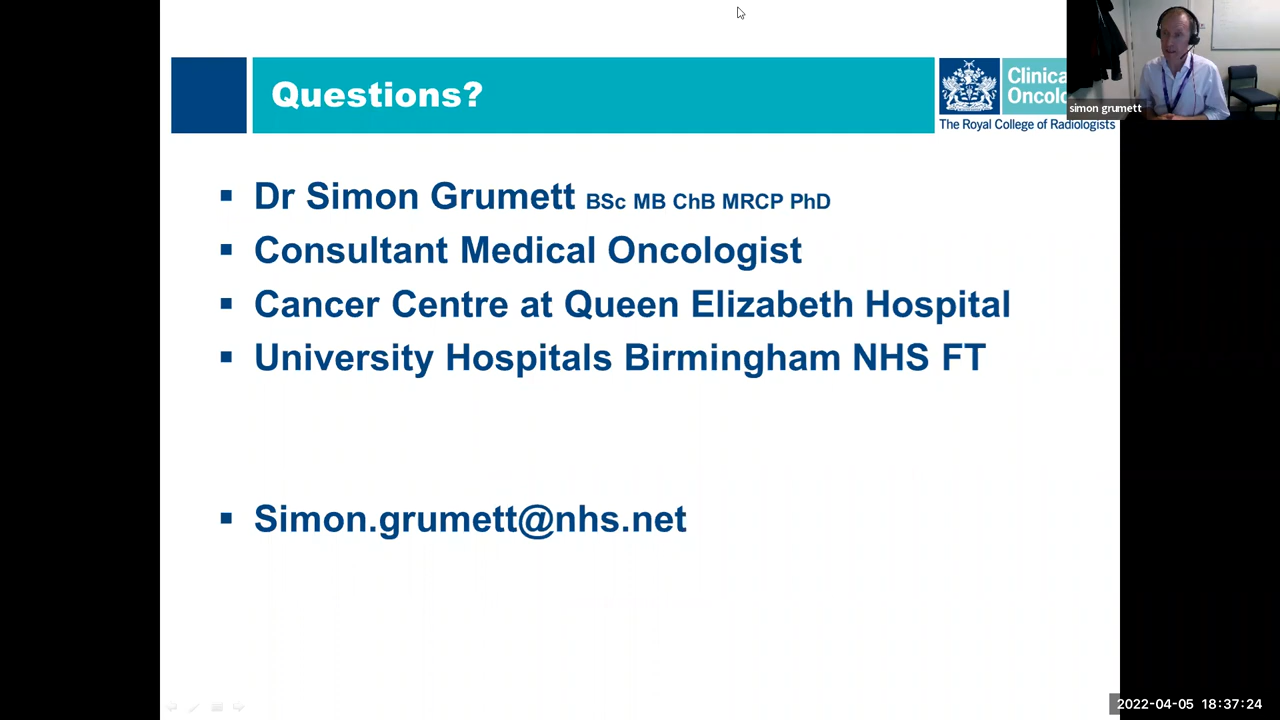 Questions?
Clinica
Oncolo
The Royal College of Radiologists
simon grumett
Dr Simon Grumett BSc MB ChB MRCP PhD
Consultant Medical Oncologist
Cancer Centre at Queen Elizabeth Hospital
University Hospitals Birmingham NHS FT
Simon.grumett@nhs.net
2022-04-05 18:37:24